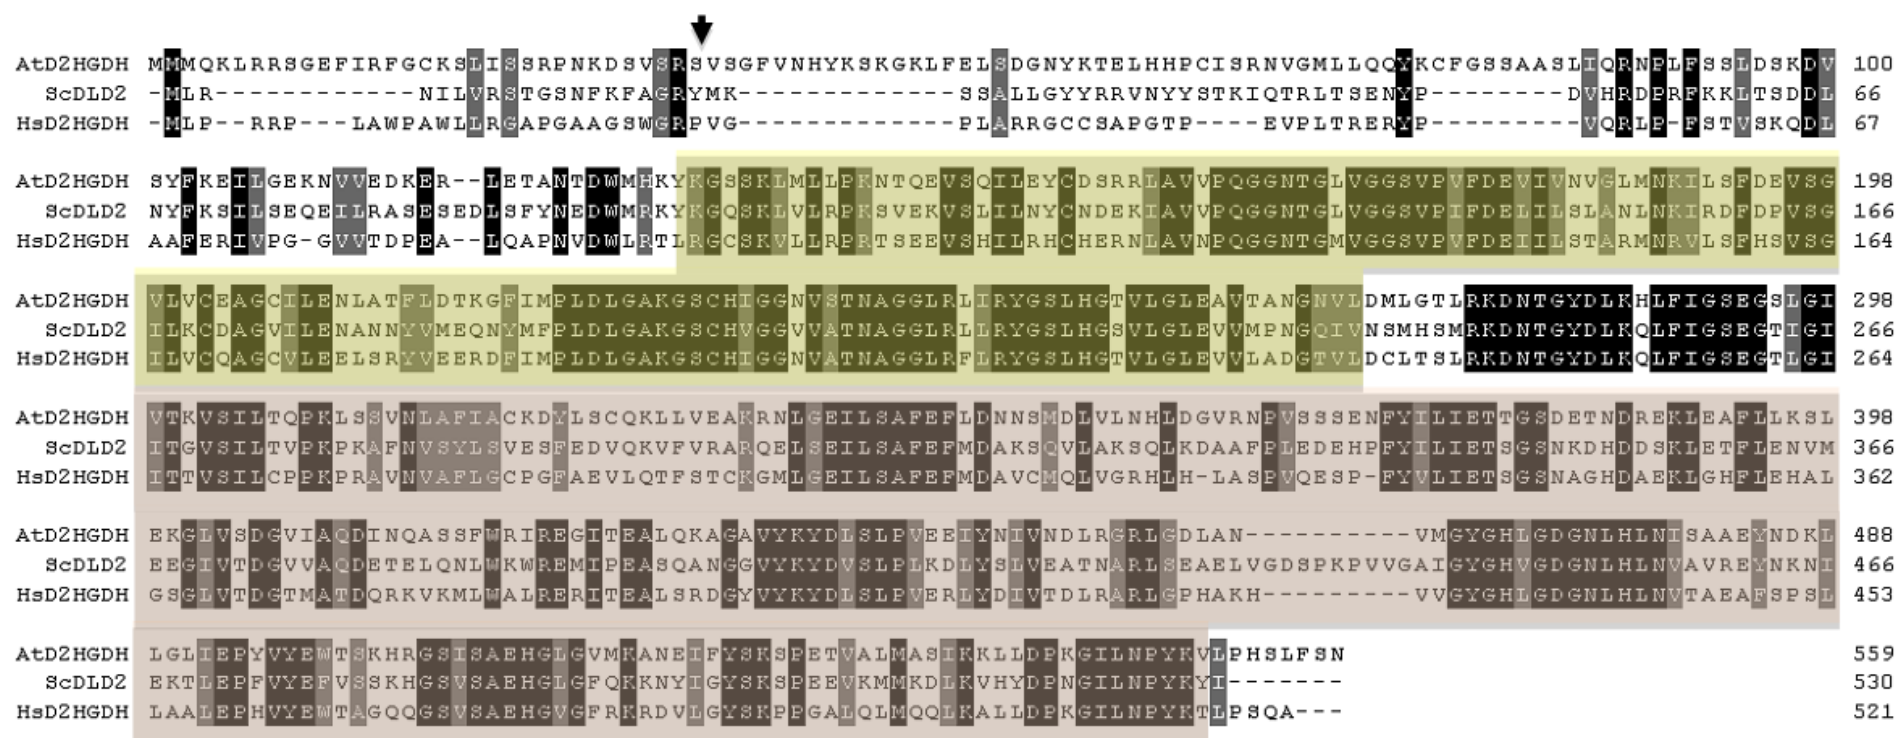 AtD2HGDH MMMQKLRRSGEFIRFGCKSLISSRPNKDSVSRSVSGFVNHYKSKGKLFELSDGNYKTELHHPCISRNVGMLLQQYKCFGSSAASLIQRNPLFSSLDSKDV 100
ScDLD2 -MLR------------NILVRSTGSNFKFAGRYMK-------------SSALLGYYRRVNYYSTKIQTRLTSENYP--------DVHRDPRFKKLTSDDL 66
HsD2HGDH -MLP--RRP---LAWPAWLLRGAPGAAGSWGRPVG-------------PLARRGCCSAPGTP----EVPLTRERYP---------VQRLP-FSTVSKQDL 67
AtD2HGDH SYFKEILGEKNVVEDKER--LETANTDWMHKYKGSSKLMLLPKNTQEVSQILEYCDSRRLAVVPQGGNTGLVGGSVPVFDEVIVNVGLMNKILSFDEVSG 198
ScDLD2 NYFKSILSEQEILRASESEDLSFYNEDWMRKYKGQSKLVLRPKSVEKVSLILNYCNDEKIAVVPQGGNTGLVGGSVPIFDELILSLANLNKIRDFDPVSG 166
HsD2HGDH AAFERIVPG-GVVTDPEA--LQAPNVDWLRTLRGCSKVLLRPRTSEEVSHILRHCHERNLAVNPQGGNTGMVGGSVPVFDEIILSTARMNRVLSFHSVSG 164
AtD2HGDH VLVCEAGCILENLATFLDTKGFIMPLDLGAKGSCHIGGNVSTNAGGLRLIRYGSLHGTVLGLEAVTANGNVLDMLGTLRKDNTGYDLKHLFIGSEGSLGI 298
ScDLD2 ILKCDAGVILENANNYVMEQNYMFPLDLGAKGSCHVGGVVATNAGGLRLLRYGSLHGSVLGLEVVMPNGQIVNSMHSMRKDNTGYDLKQLFIGSEGTIGI 266
HsD2HGDH ILVCQAGCVLEELSRYVEERDFIMPLDLGAKGSCHIGGNVATNAGGLRFLRYGSLHGTVLGLEVVLADGTVLDCLTSLRKDNTGYDLKQLFIGSEGTLGI 264
AtD2HGDH VTKVSILTQPKLSSVNLAFIACKDYLSCQKLLVEAKRNLGEILSAFEFLDNNSMDLVLNHLDGVRNPVSSSENFYILIETTGSDETNDREKLEAFLLKSL 398
ScDLD2 ITGVSILTVPKPKAFNVSYLSVESFEDVQKVFVRARQELSEILSAFEFMDAKSQVLAKSQLKDAAFPLEDEHPFYILIETSGSNKDHDDSKLETFLENVM 366
HsD2HGDH ITTVSILCPPKPRAVNVAFLGCPGFAEVLQTFSTCKGMLGEILSAFEFMDAVCMQLVGRHLH-LASPVQESP-FYVLIETSGSNAGHDAEKLGHFLEHAL 362
AtD2HGDH EKGLVSDGVIAQDINQASSFWRIREGITEALQKAGAVYKYDLSLPVEEIYNIVNDLRGRLGDLAN----------VMGYGHLGDGNLHLNISAAEYNDKL 488
ScDLD2 EEGIVTDGVVAQDETELQNLWKWREMIPEASQANGGVYKYDVSLPLKDLYSLVEATNARLSEAELVGDSPKPVVGAIGYGHVGDGNLHLNVAVREYNKNI 466
HsD2HGDH GSGLVTDGTMATDQRKVKMLWALRERITEALSRDGYVYKYDLSLPVERLYDIVTDLRARLGPHAKH---------VVGYGHLGDGNLHLNVTAEAFSPSL 453
AtD2HGDH LGLIEPYVYEWTSKHRGSISAEHGLGVMKANEIFYSKSPETVALMASIKKLLDPKGILNPYKVLPHSLFSN 559
ScDLD2 EKTLEPFVYEFVSSKHGSVSAEHGLGFQKKNYIGYSKSPEEVKMMKDLKVHYDPNGILNPYKYI------- 530
HsD2HGDH LAALEPHVYEWTAGQQGSVSAEHGVGFRKRDVLGYSKPPGALQLMQQLKALLDPKGILNPYKTLPSQA--- 521